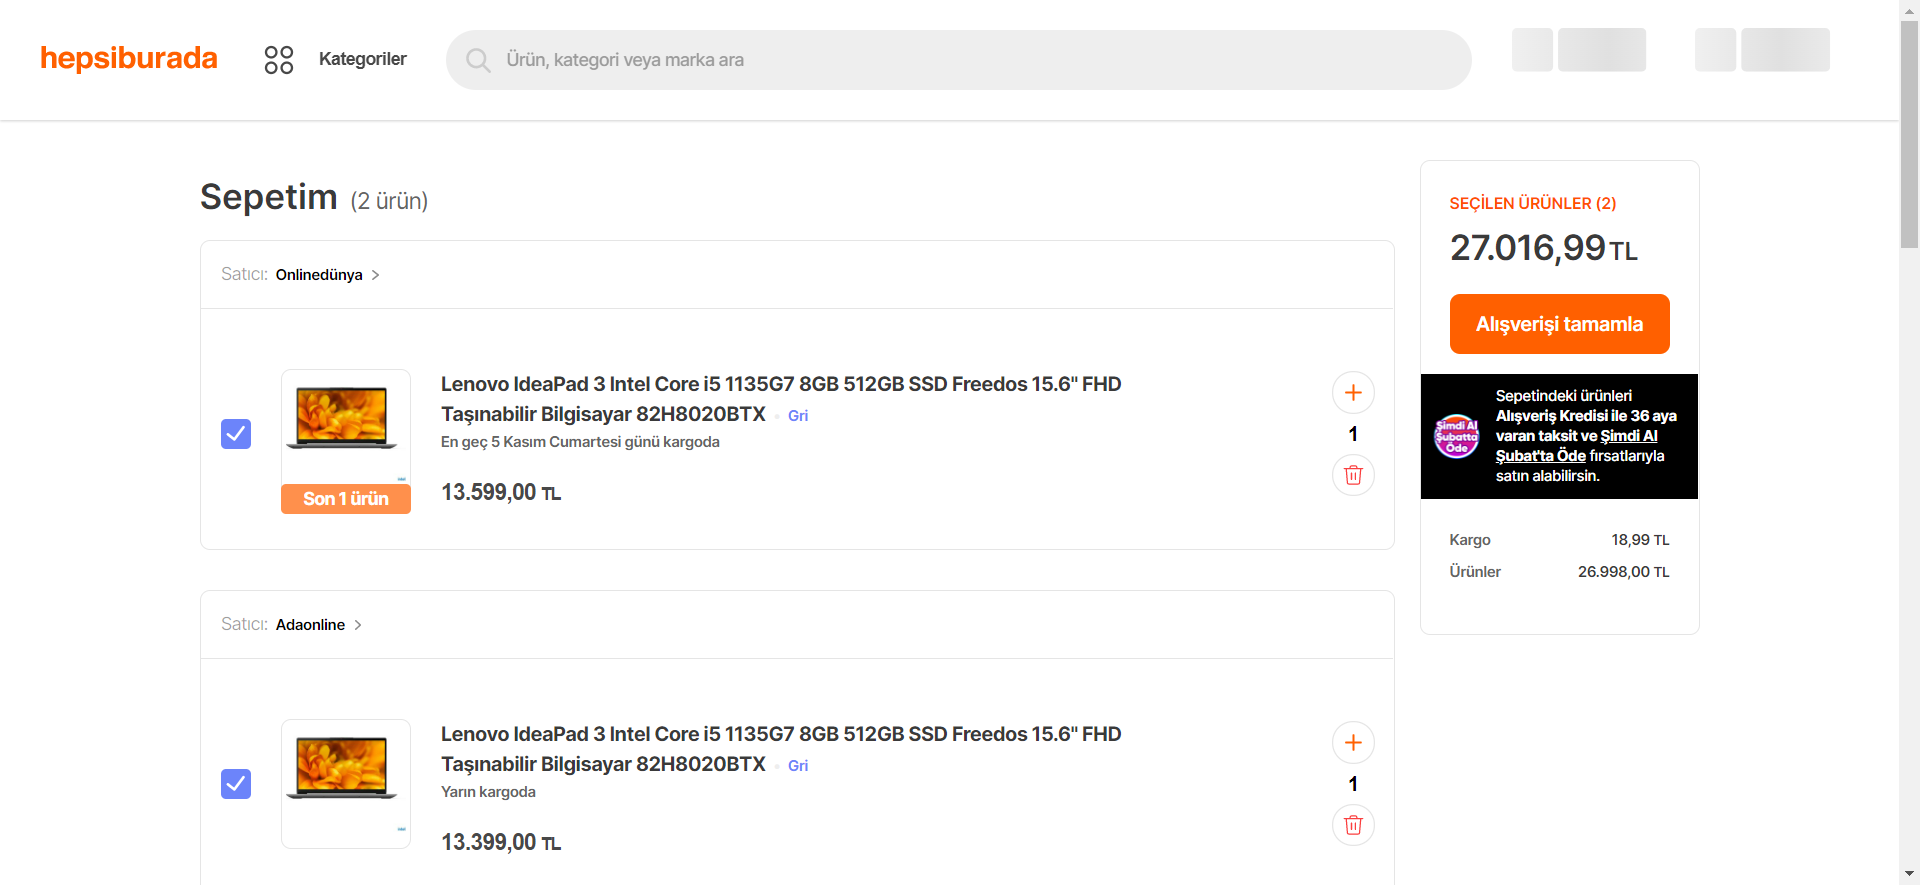 hepsiburada
Kategoriler
Ürün, kategori veya marka ara
Sepetim (2 ürün)
Satıcı: Onlinedünya
Lenovo IdeaPad 3 Intel Core i5 1135G7 8GB 512GB SSD Freedos 15.6" FHD
Taşınabilir Bilgisayar 82H8020BTX Gri
En geç 5 Kasım Cumartesi günü kargoda
13.599,00 TL
Son 1 ürün
1
Satıcı: Adaonline
Lenovo IdeaPad 3 Intel Core i5 1135G7 8GB 512GB SSD Freedos 15.6" FHD
Taşınabilir Bilgisayar 82H8020BTX Gri
Yarın kargoda
13.399,00 TL
1
SEÇİLEN ÜRÜNLER (2)
27.016,99 TL
Alışverişi tamamla
Şimdi Al
Şubatta
Öde
Sepetindeki ürünleri
Alışveriş Kredisi ile 36 aya
varan taksit ve Şimdi Al
Şubat'ta Öde fırsatlarıyla
satın alabilirsin.
Kargo 18,99 TL
Ürünler 26.998,00 TL